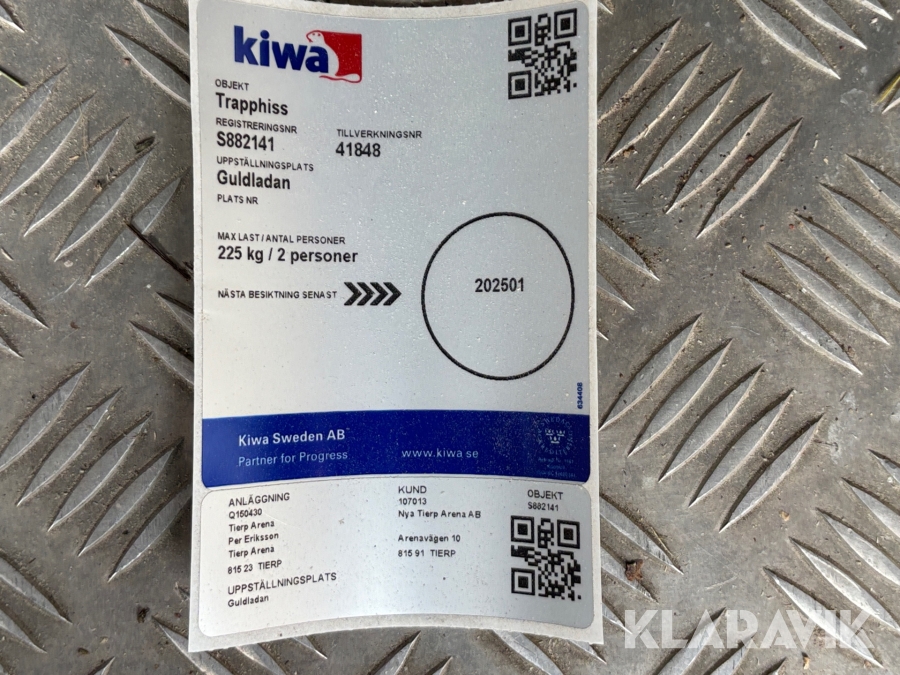 kiwa
OBJEKT
Trapphiss
REGISTRERINGSNR TILLVERKNINGSNR
S882141 41848
UPPSTÄLLNINGSPLATS
Guldladan
PLATS NR
MAX LAST / ANTAL PERSONER
225 kg / 2 personer
NÄSTA BESIKTNING SENAST
202501
634408
Kiwa Sweden AB
Partner for Progress www.kiwa.se
ANLÄGGNING
Q150430
Tierp Arena
Per Eriksson
Tierp Arena
815 23 TIERP
UPPSTÄLLNINGSPLATS
Guldladan
KUND
107013
Nya Tierp Arena AB
Arenavägen 10
815 91 TIERP
OBJEKT
S882141
KLARAVIK